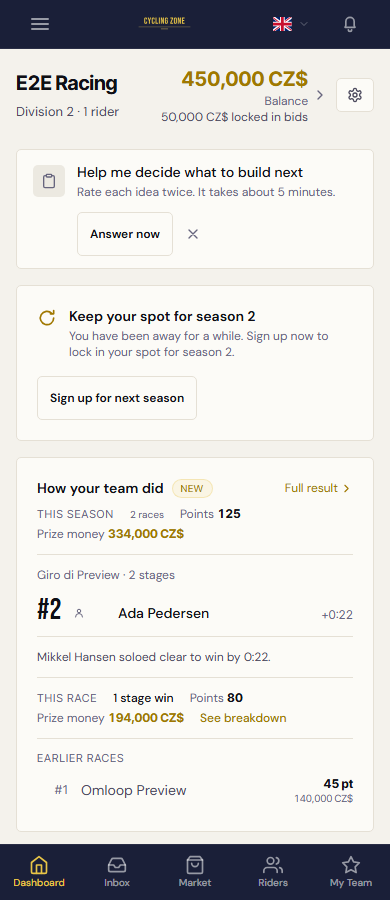 CYCLING ZONE
E2E Racing
450,000 CZ$
Balance
Division 2 · 1 rider
50,000 CZ$ locked in bids
Help me decide what to build next
Rate each idea twice. It takes about 5 minutes.
Answer now
Keep your spot for season 2
You have been away for a while. Sign up now to
lock in your spot for season 2.
Sign up for next season
How your team did NEW Full result
THIS SEASON 2 races Points 125
Prize money 334,000 CZ$
Giro di Preview · 2 stages
#2 Ada Pedersen +0:22
Mikkel Hansen soloed clear to win by 0:22.
THIS RACE 1 stage win Points 80
Prize money 194,000 CZ$ See breakdown
EARLIER RACES
#1 Omloop Preview 45 pt
140,000 CZ$
Dashboard Inbox Market Riders My Team